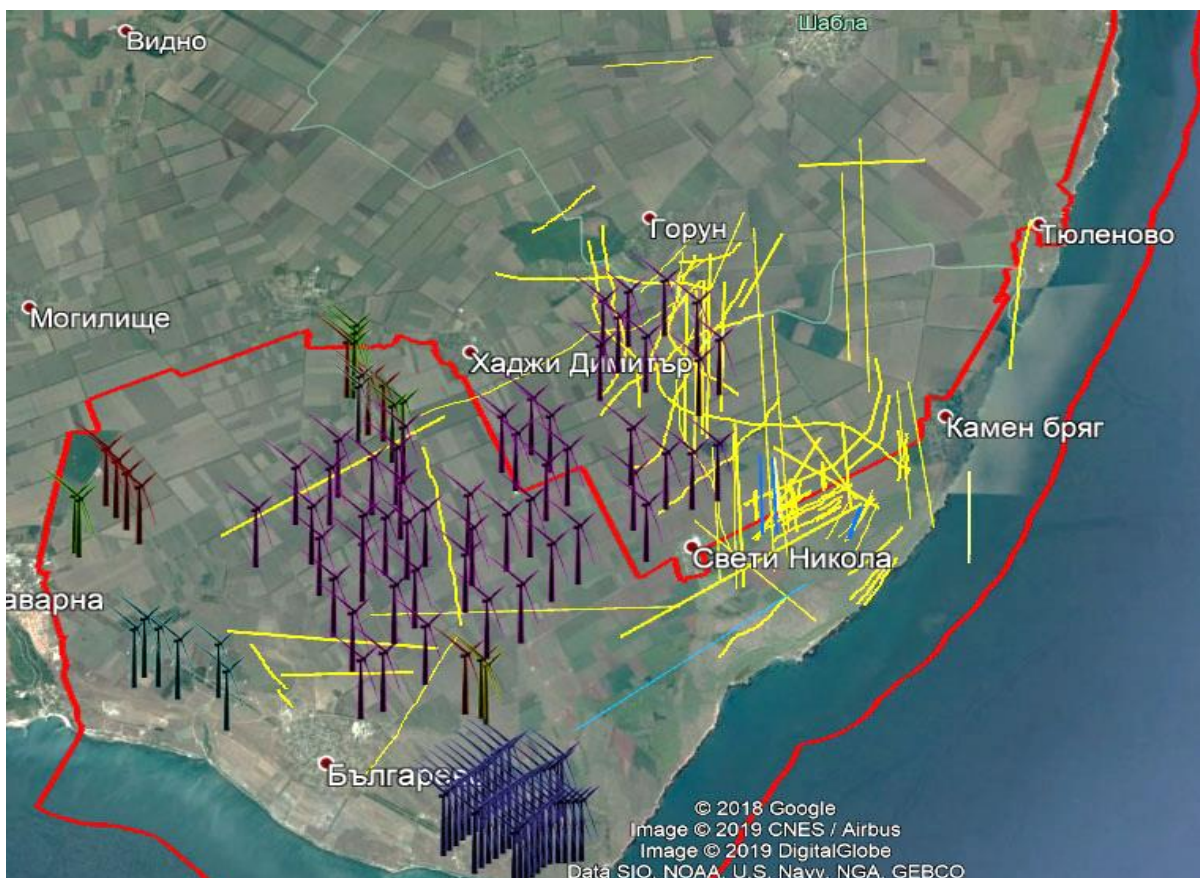 Шабла
Видно
Горун
Тюленово
Могилище
Хаджи Димитър
Камен бряг
Свети Никола
аварна
Българев
© 2018 Google
Image © 2019 CNES / Airbus
Image © 2019 DigitalGlobe
Data SIO, NOAA, U.S. Navy, NGA, GEBCO